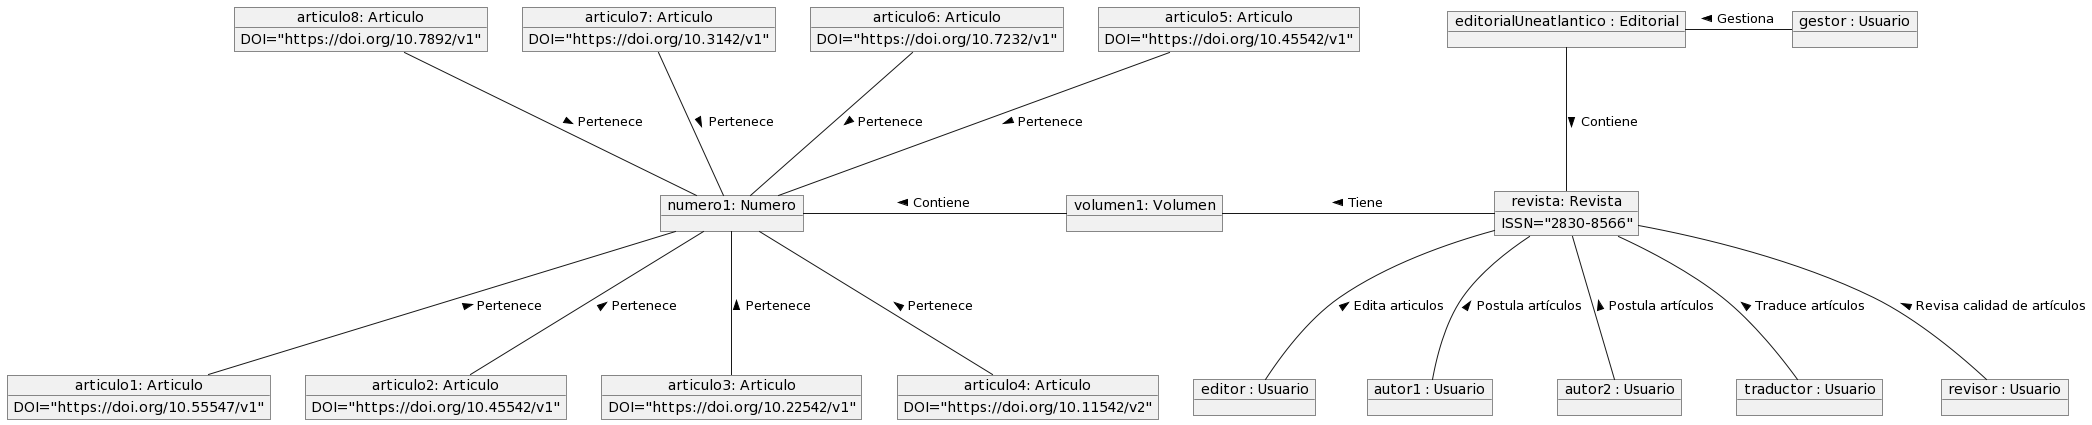 articulo8: Articulo
DOI="https://doi.org/10.7892/v1"
articulo7: Articulo
DOI="https://doi.org/10.3142/v1"
articulo6: Articulo
DOI="https://doi.org/10.7232/v1"
articulo5: Articulo
DOI="https://doi.org/10.45542/v1"
editorialUneatlantico : Editorial
Gestiona
gestor : Usuario
Pertenece
Pertenece
Pertenece
Pertenece
Contiene
numero1: Numero
Contiene
volumen1: Volumen
Tiene
revista: Revista
ISSN="2830-8566"
Pertenece
Pertenece
Pertenece
Pertenece
Edita articulos
Postula artículos
Postula artículos
Traduce artículos
Revisa calidad de artículos
articulo1: Articulo
DOI="https://doi.org/10.55547/v1"
articulo2: Articulo
DOI="https://doi.org/10.45542/v1"
articulo3: Articulo
DOI="https://doi.org/10.22542/v1"
articulo4: Articulo
DOI="https://doi.org/10.11542/v2"
editor : Usuario
autor1 : Usuario
autor2 : Usuario
traductor : Usuario
revisor : Usuario